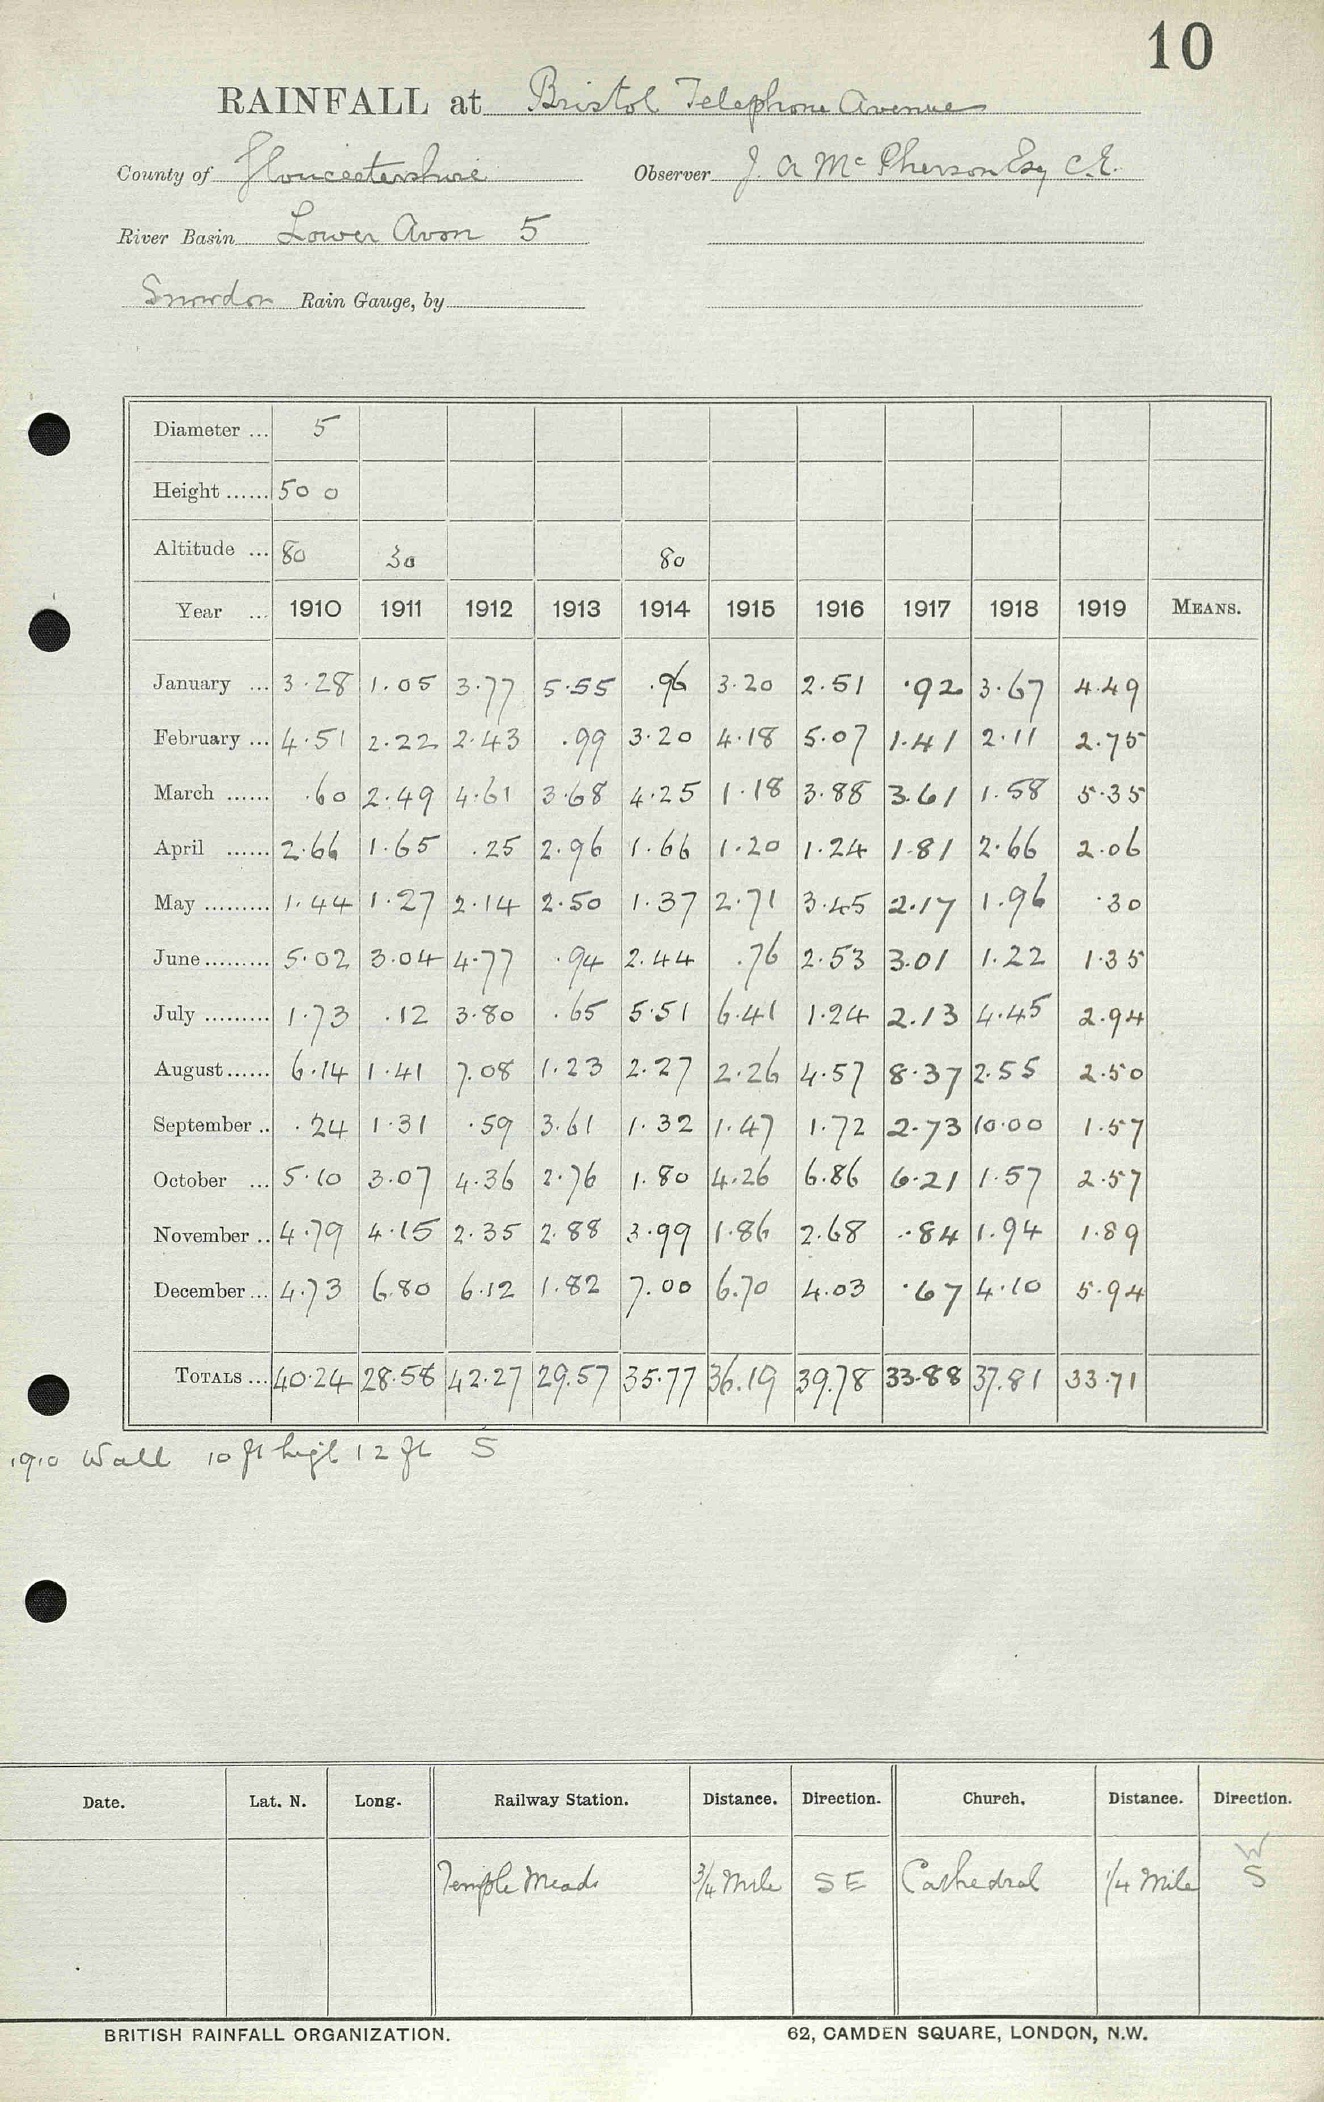 10
RAINFALL at Bristol Telephone Avenue
County of Gloucestershire Observer J. A McPherson Esq C.E.
River Basin Lower Avon 5
Snowdon Rain Gauge, by
Diameter ... 5
Height ...... 50 0
Altitude ... 80 30 80
Year ... 1910 1911 1912 1913 1914 1915 1916 1917 1918 1919 MEANS.
January ... 3.28 1.05 3.77 5.55 .96 3.20 2.51 .92 3.67 4.49
February ... 4.51 2.22 2.43 .99 3.20 4.18 5.07 1.41 2.11 2.75
March ...... .60 2.49 4.61 3.68 4.25 1.18 3.88 3.61 1.58 5.35
April ...... 2.66 1.65 .25 2.96 1.66 1.20 1.24 1.81 2.66 2.06
May ......... 1.44 1.27 2.14 2.50 1.37 2.71 3.45 2.17 1.96 .30
June ......... 5.02 3.04 4.77 .94 2.44 .76 2.53 3.01 1.22 1.35
July ......... 1.73 .12 3.80 .65 5.51 6.41 1.24 2.13 4.45 2.94
August...... 6.14 1.41 7.08 1.23 2.27 2.26 4.57 8.37 2.55 2.50
September .. .24 1.31 .59 3.61 1.32 1.47 1.72 2.73 10.00 1.57
October ... 5.10 3.07 4.36 2.76 1.80 4.26 6.86 6.21 1.57 2.57
November .. 4.79 4.15 2.35 2.88 3.99 1.86 2.68 .84 1.94 1.89
December ... 4.73 6.80 6.12 1.82 7.00 6.70 4.03 .67 4.10 5.94
TOTALS ... 40.24 28.58 42.27 29.57 35.77 36.19 39.78 33.88 37.81 33.71
1910 Wall 10 ft high 12 ft S
Date. Lat. N. Long. Railway Station. Distance. Direction. Church. Distance. Direction.
W
Temple Meads 3/4 Mile SE Cathedral 1/4 Mile S
BRITISH RAINFALL ORGANIZATION. 62, CAMDEN SQUARE, LONDON, N.W.